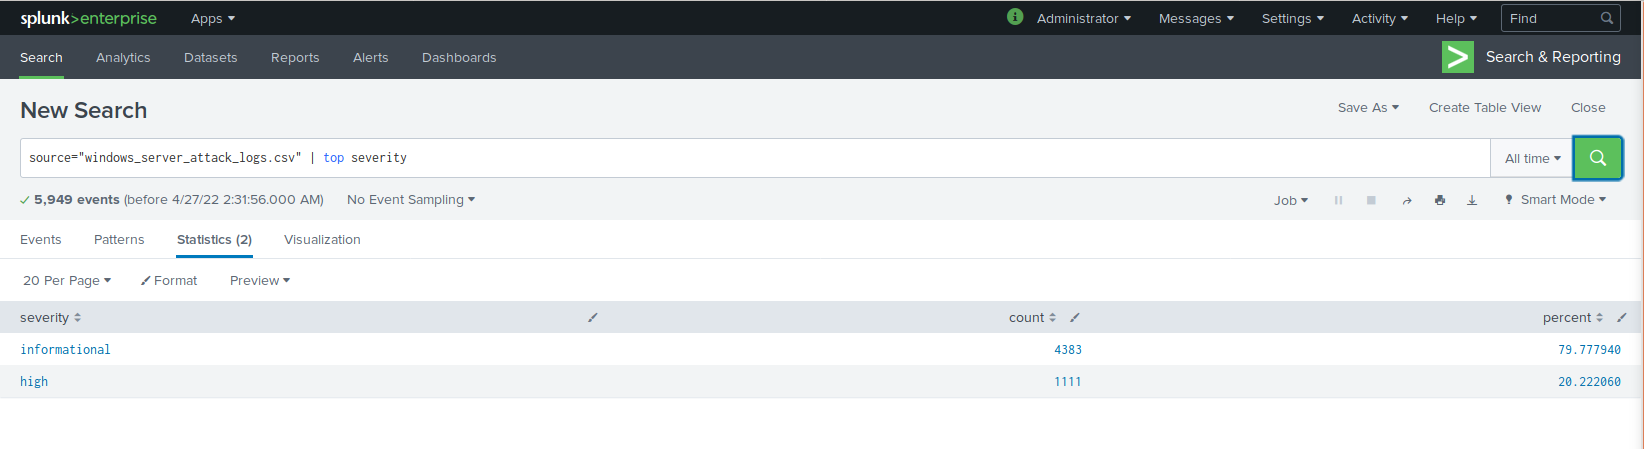 splunk>enterprise Apps Administrator Messages Settings Activity Help Find
Search Analytics Datasets Reports Alerts Dashboards Search & Reporting
New Search Save As Create Table View Close
source="windows_server_attack_logs.csv" | top severity All time
5,949 events (before 4/27/22 2:31:56.000 AM) No Event Sampling Job Smart Mode
Events Patterns Statistics (2) Visualization
20 Per Page Format Preview
severity count percent
informational 4383 79.777940
high 1111 20.222060